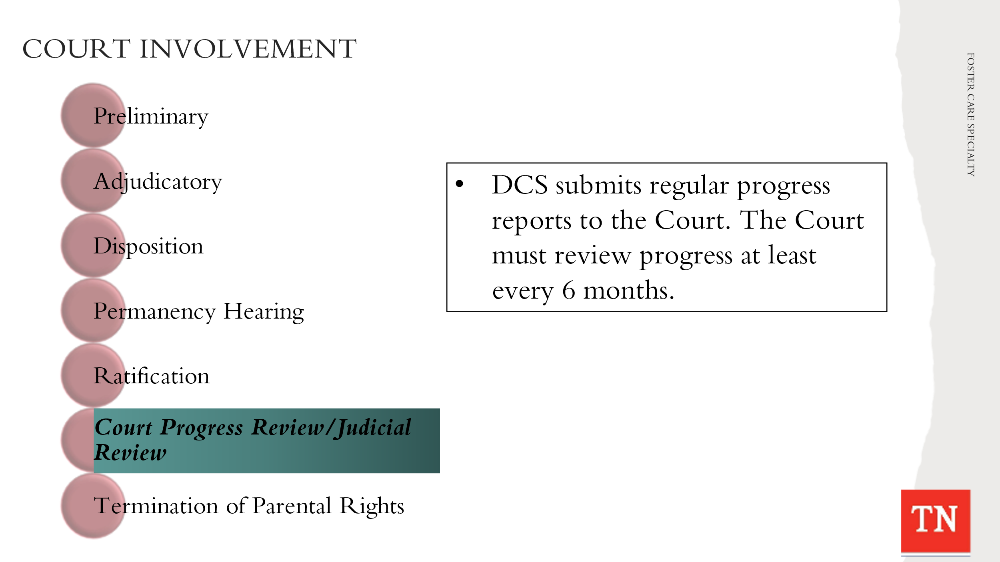 COURT INVOLVEMENT
Preliminary
Adjudicatory
Disposition
Permanency Hearing
Ratification
Court Progress Review/Judicial
Review
Termination of Parental Rights
• DCS submits regular progress
reports to the Court. The Court
must review progress at least
every 6 months.
FOSTER CARE SPECIALTY
TN